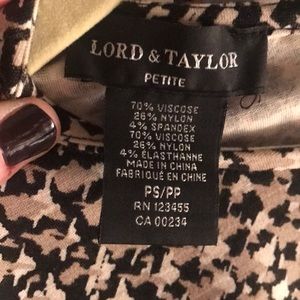 LORD & TAYLOR
PETITE
70% VISCOSE
26% NYLON
4% SPANDEX
70% VISCOSE
26% NYLON
4% ELASTHANNE
MADE IN CHINA
FABRIQUÉ EN CHINE
PS/PP
RN 123455
CA 00234